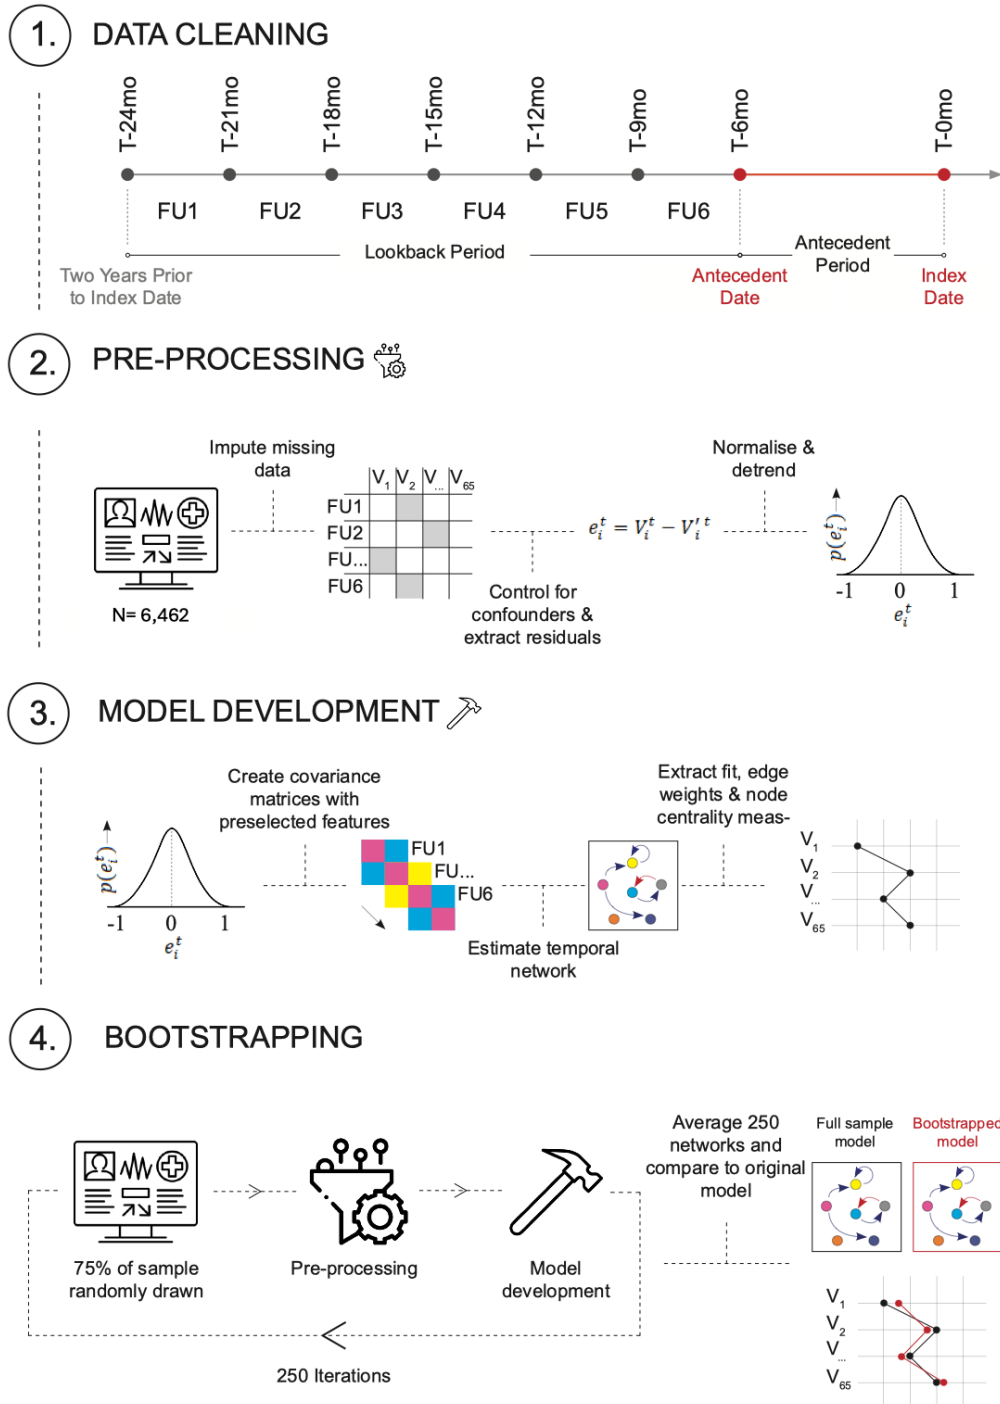 1. DATA CLEANING
T-24mo T-21mo T-18mo T-15mo T-12mo T-9mo T-6mo T-0mo
FU1 FU2 FU3 FU4 FU5 FU6
Lookback Period
Antecedent
Period
Two Years Prior
to Index Date
Antecedent
Date
Index
Date
2. PRE-PROCESSING
Impute missing
data
V1 V2 V... V65
FU1
FU2
FU...
FU6
N= 6,462
e_i^t = V_i^t − V′_i^t
Control for
confounders &
extract residuals
Normalise &
detrend
p(e_i^t)
-1 0 1
e_i^t
3. MODEL DEVELOPMENT
p(e_i^t)
-1 0 1
e_i^t
Create covariance
matrices with
preselected features
FU1
FU...
FU6
Estimate temporal
network
Extract fit, edge
weights & node
centrality meas-
V1
V2
V...
V65
4. BOOTSTRAPPING
75% of sample
randomly drawn
Pre-processing
Model
development
250 Iterations
Average 250
networks and
compare to original
model
Full sample
model
Bootstrapped
model
V1
V2
V...
V65